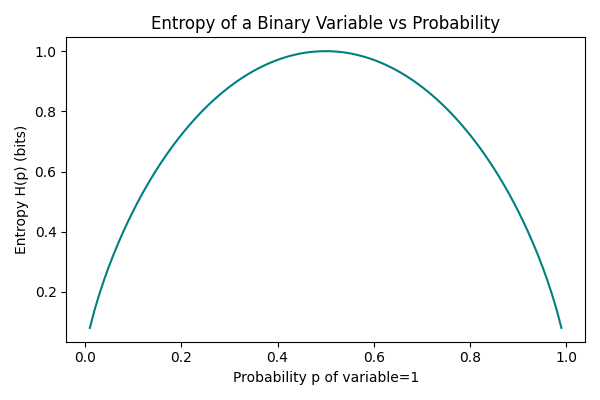 Entropy of a Binary Variable vs Probability
Entropy H(p) (bits)
1.0
0.8
0.6
0.4
0.2
0.0 0.2 0.4 0.6 0.8 1.0
Probability p of variable=1